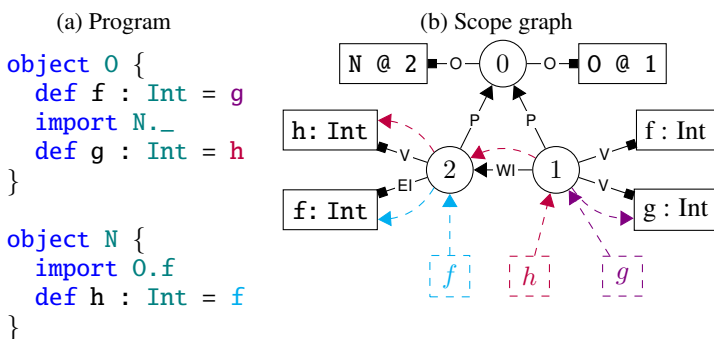 (a) Program
object O {
def f : Int = g
import N._
def g : Int = h
}
object N {
import O.f
def h : Int = f
}
(b) Scope graph
N @ 2
O
0
O
O @ 1
P
P
h: Int
f : Int
V
2
WI
1
V
EI
V
f: Int
g : Int
f
h
g